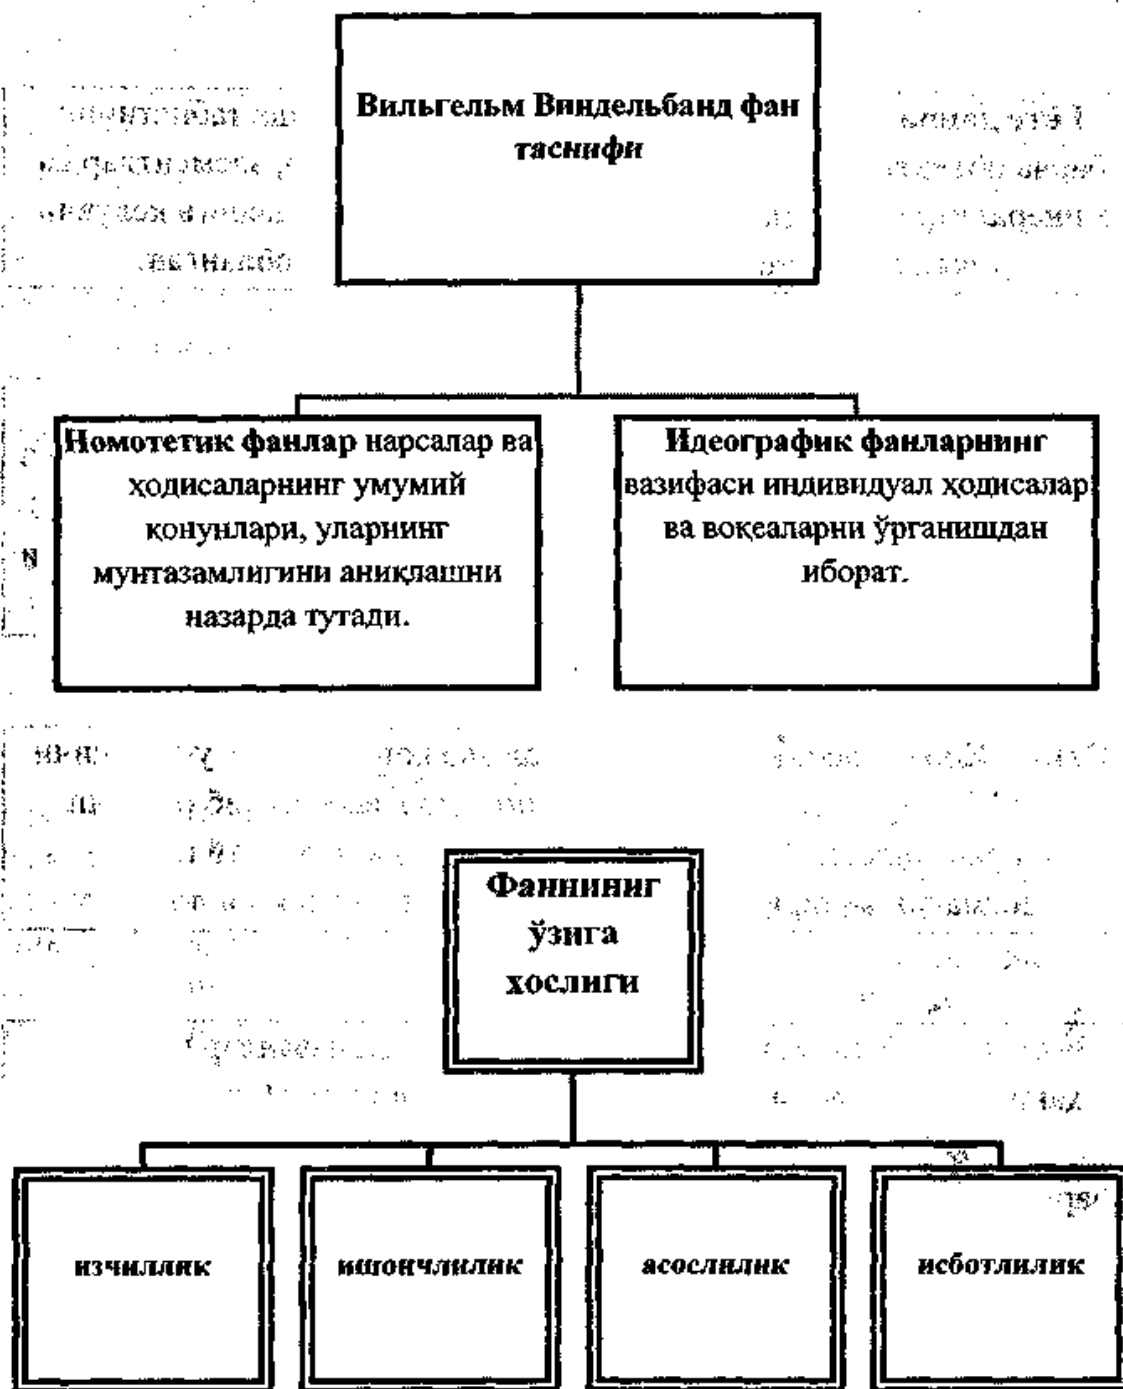 Вильгельм Виндельбанд фан
таснифи
Номотетик фанлар нарсалар ва
ҳодисаларнинг умумий
қонунлари, уларнинг
мунтазамлигини аниқлашни
назарда тутади.
Идеографик фанларнинг
вазифаси индивидуал ҳодисалар
ва воқеаларни ўрганишдан
иборат.
Фаннининг
ўзига
хослиги
изчиллик
ишончлилик
асослилик
исботлилик